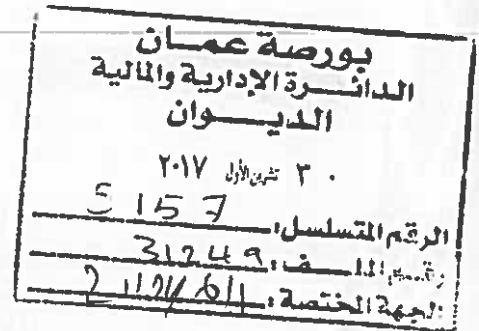 بورصة عمان
الدائرة الإدارية والمالية
الديوان
٣٠ تشرين الأول ٢٠١٧
الرقم المتسلسل: 5157
رقم الملف: 31249
الجهة المختصة: